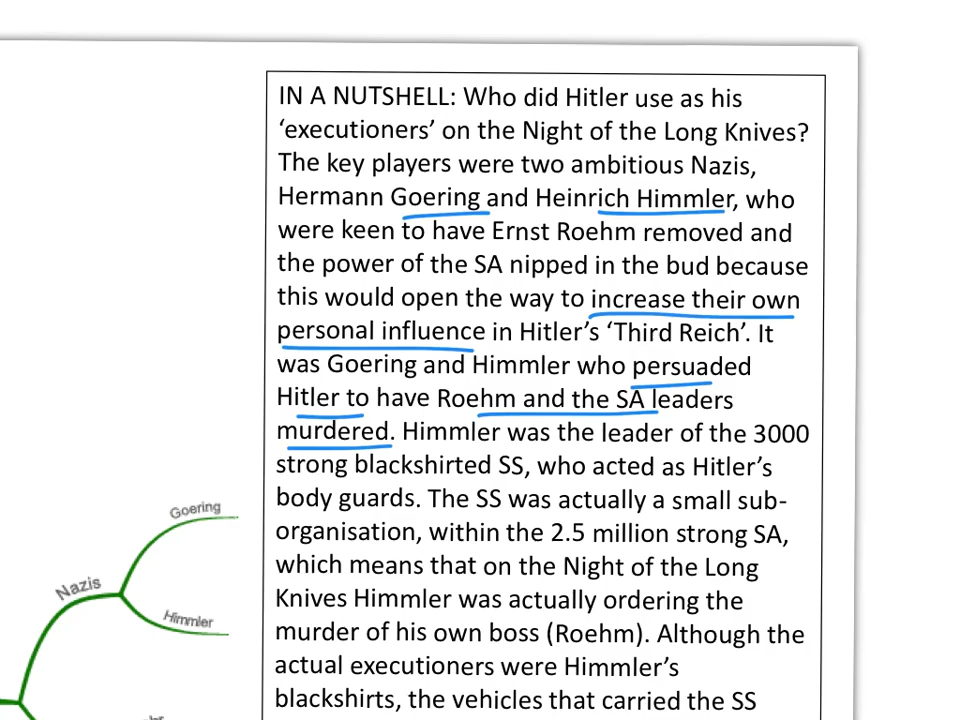 IN A NUTSHELL: Who did Hitler use as his
‘executioners’ on the Night of the Long Knives?
The key players were two ambitious Nazis,
Hermann Goering and Heinrich Himmler, who
were keen to have Ernst Roehm removed and
the power of the SA nipped in the bud because
this would open the way to increase their own
personal influence in Hitler’s ‘Third Reich’. It
was Goering and Himmler who persuaded
Hitler to have Roehm and the SA leaders
murdered. Himmler was the leader of the 3000
strong blackshirted SS, who acted as Hitler’s
body guards. The SS was actually a small sub-
organisation, within the 2.5 million strong SA,
which means that on the Night of the Long
Knives Himmler was actually ordering the
murder of his own boss (Roehm). Although the
actual executioners were Himmler’s
blackshirts, the vehicles that carried the SS
Goering
Nazis
Himmler